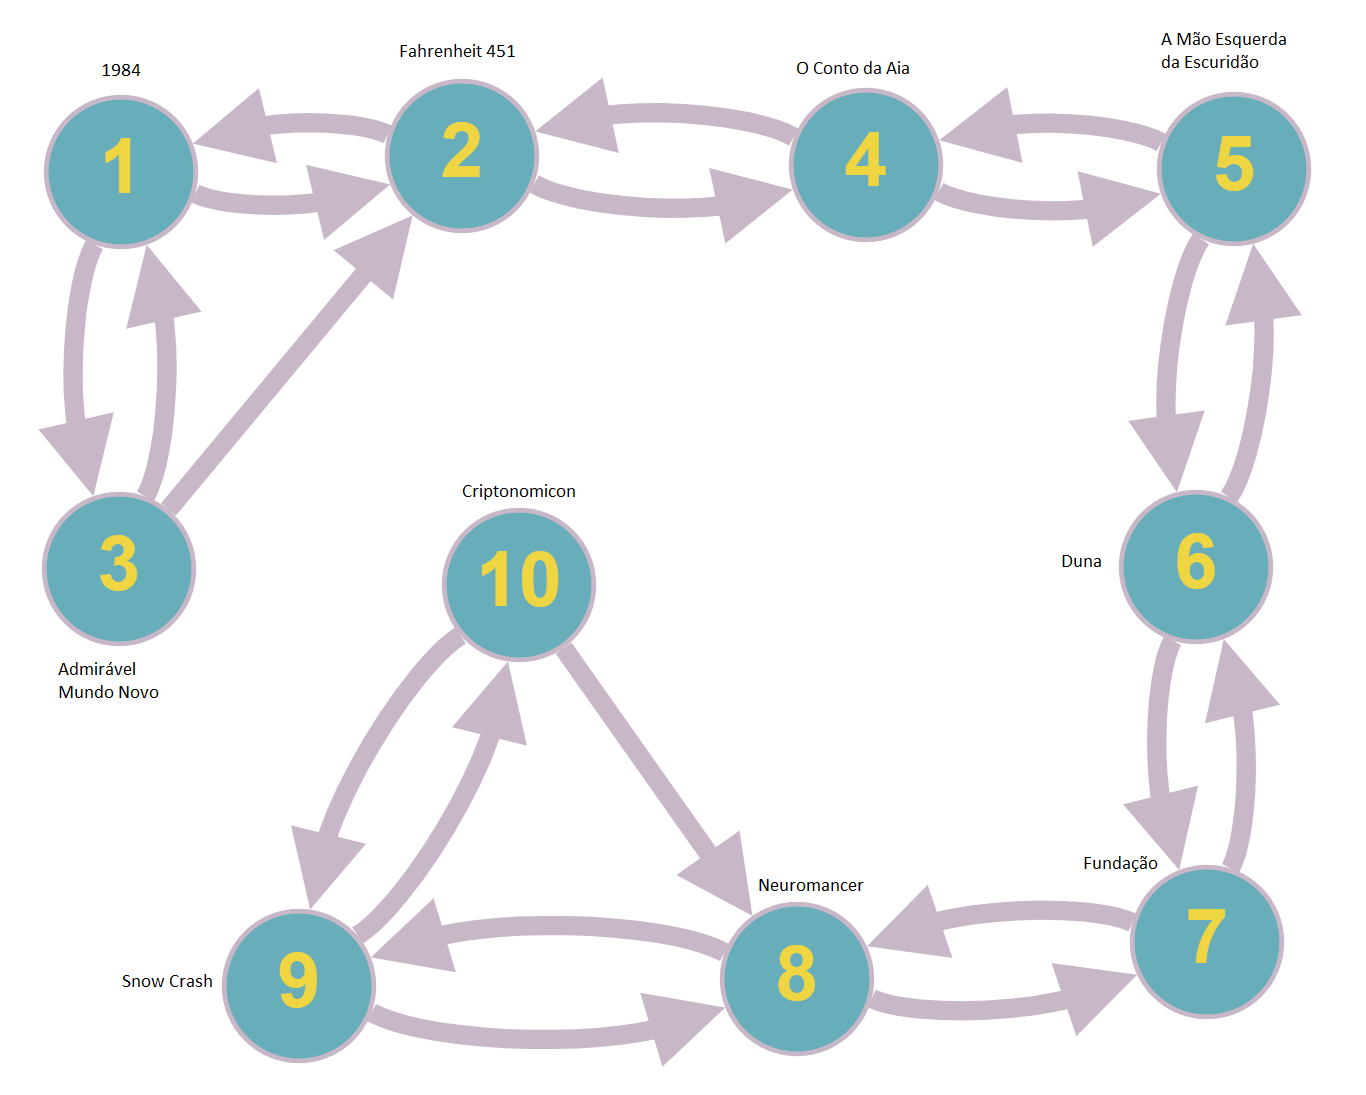 1984
Fahrenheit 451
O Conto da Aia
A Mão Esquerda
da Escuridão
1
2
4
5
3
Admirável
Mundo Novo
Criptonomicon
10
Duna
6
Fundação
7
Neuromancer
8
Snow Crash
9